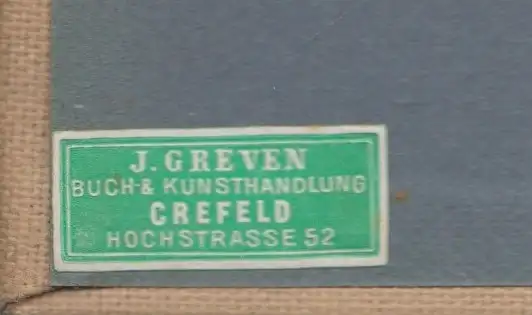 J. GREVEN
BUCH-& KUNSTHANDLUNG
CREFELD
HOCHSTRASSE 52